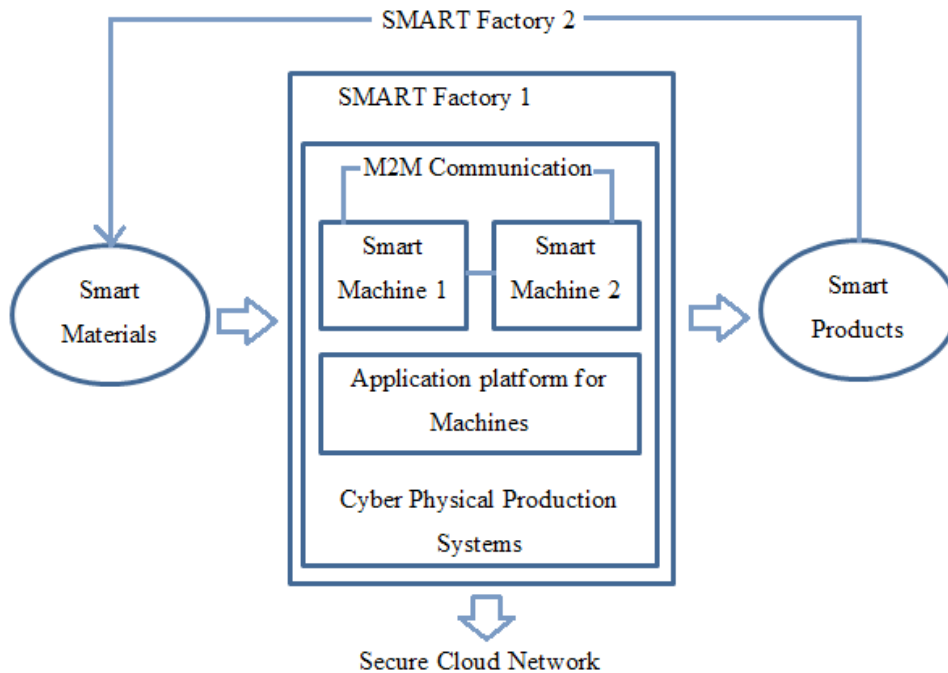 SMART Factory 2
SMART Factory 1
M2M Communication
Smart
Machine 1
Smart
Machine 2
Smart
Materials
Smart
Products
Application platform for
Machines
Cyber Physical Production
Systems
Secure Cloud Network